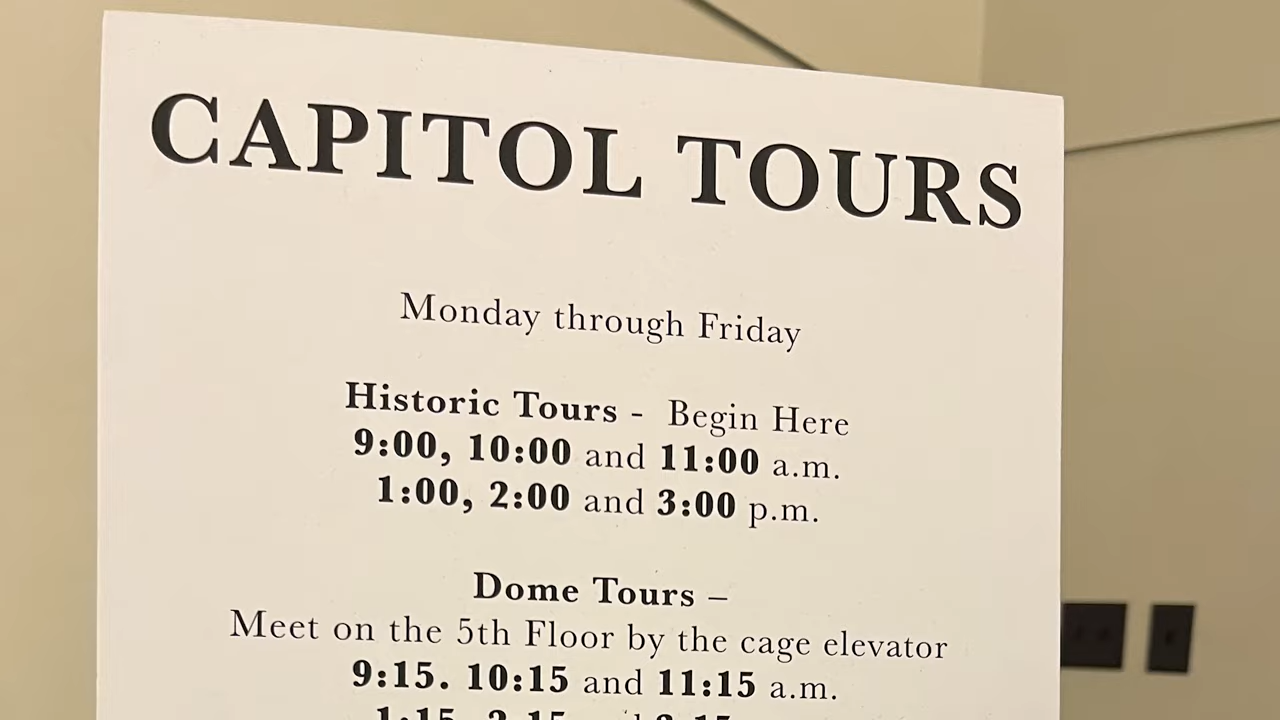 CAPITOL TOURS
Monday through Friday
Historic Tours - Begin Here
9:00, 10:00 and 11:00 a.m.
1:00, 2:00 and 3:00 p.m.
Dome Tours –
Meet on the 5th Floor by the cage elevator
9:15. 10:15 and 11:15 a.m.